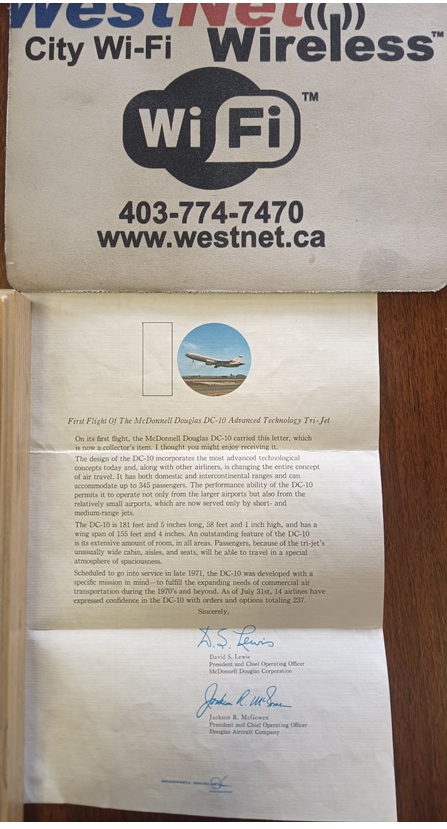 WestNet
City Wi-Fi Wireless™
Wi Fi ™
403-774-7470
www.westnet.ca
First Flight Of The McDonnell Douglas DC-10 Advanced Technology Tri-Jet
On its first flight, the McDonnell Douglas DC-10 carried this letter, which
is now a collector's item. I thought you might enjoy receiving it.
The design of the DC-10 incorporates the most advanced technological
concepts today and, along with other airliners, is changing the entire concept
of air travel. It has both domestic and intercontinental ranges and can
accommodate up to 345 passengers. The performance ability of the DC-10
permits it to operate not only from the larger airports but also from the
relatively small airports, which are now served only by short- and
medium-range jets.
The DC-10 is 181 feet and 5 inches long, 58 feet and 1 inch high, and has a
wing span of 155 feet and 4 inches. An outstanding feature of the DC-10
is its extensive amount of room, in all areas. Passengers, because of the tri-jet's
unusually wide cabin, aisles, and seats, will be able to travel in a special
atmosphere of spaciousness.
Scheduled to go into service in late 1971, the DC-10 was developed with a
specific mission in mind—to fulfill the expanding needs of commercial air
transportation during the 1970's and beyond. As of July 31st, 14 airlines have
expressed confidence in the DC-10 with orders and options totaling 237.
Sincerely,
D. S. Lewis
David S. Lewis
President and Chief Operating Officer
McDonnell Douglas Corporation
Jackson R. McGowen
Jackson R. McGowen
President and Chief Operating Officer
Douglas Aircraft Company
MCDONNELL DOUGLAS